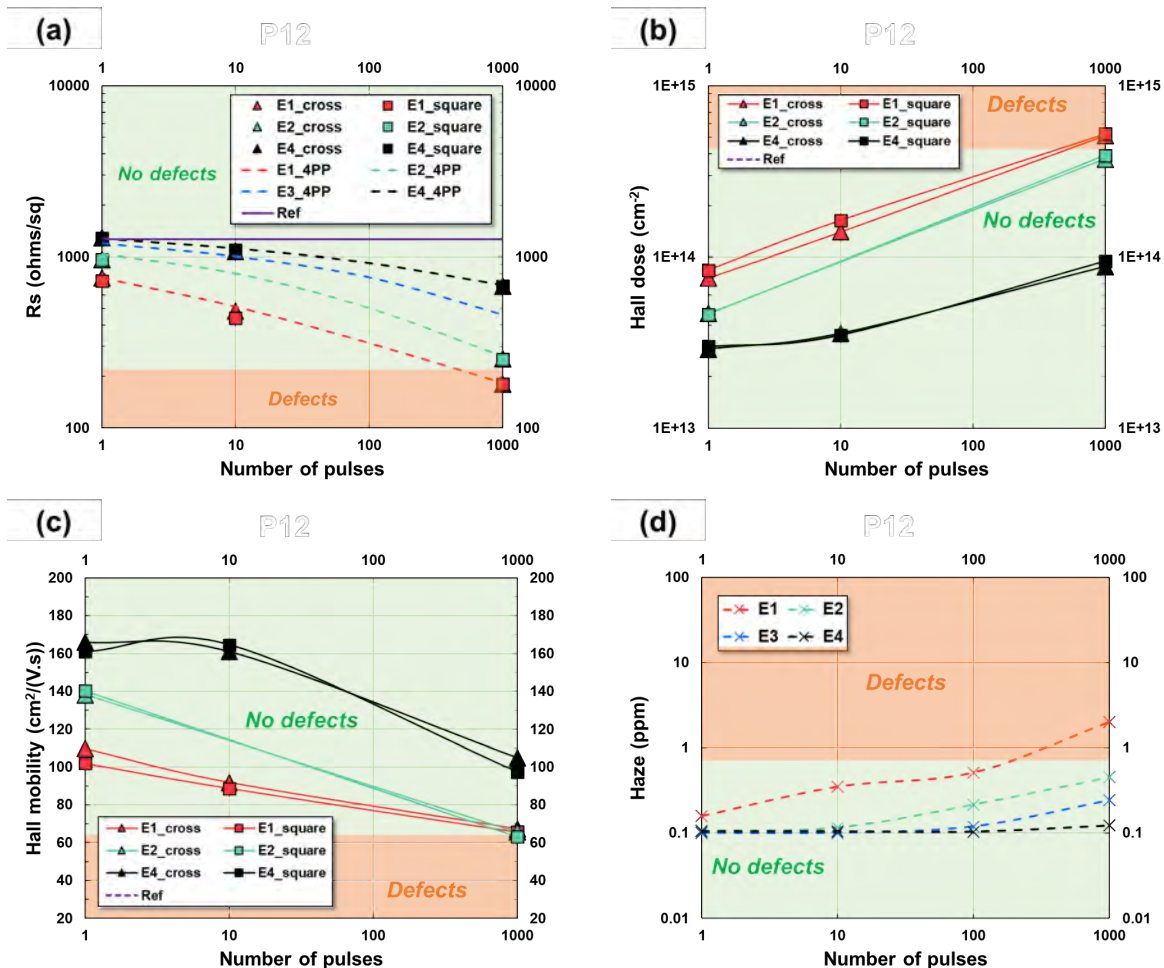 (a)
P12
1 10 100 1000
10000 10000
E1_cross E1_square
E2_cross E2_square
E4_cross E4_square
E1_4PP E2_4PP
E3_4PP E4_4PP
Ref
No defects
Rs (ohms/sq)
1000 1000
Defects
100 100
1 10 100 1000
Number of pulses
(b)
P12
1 10 100 1000
1E+15 1E+15
E1_cross E1_square
E2_cross E2_square
E4_cross E4_square
Ref
Defects
No defects
Hall dose (cm-2)
1E+14 1E+14
1E+13 1E+13
1 10 100 1000
Number of pulses
(c)
P12
1 10 100 1000
200 200
180 180
160 160
140 140
No defects
120 120
Hall mobility (cm2/(V.s))
100 100
80 80
E1_cross E1_square
E2_cross E2_square
E4_cross E4_square
Ref
60 60
40 40
Defects
20 20
1 10 100 1000
Number of pulses
(d)
P12
1 10 100 1000
100 100
E1 E2
E3 E4
10 10
Defects
Haze (ppm)
1 1
0.1 0.1
No defects
0.01 0.01
1 10 100 1000
Number of pulses